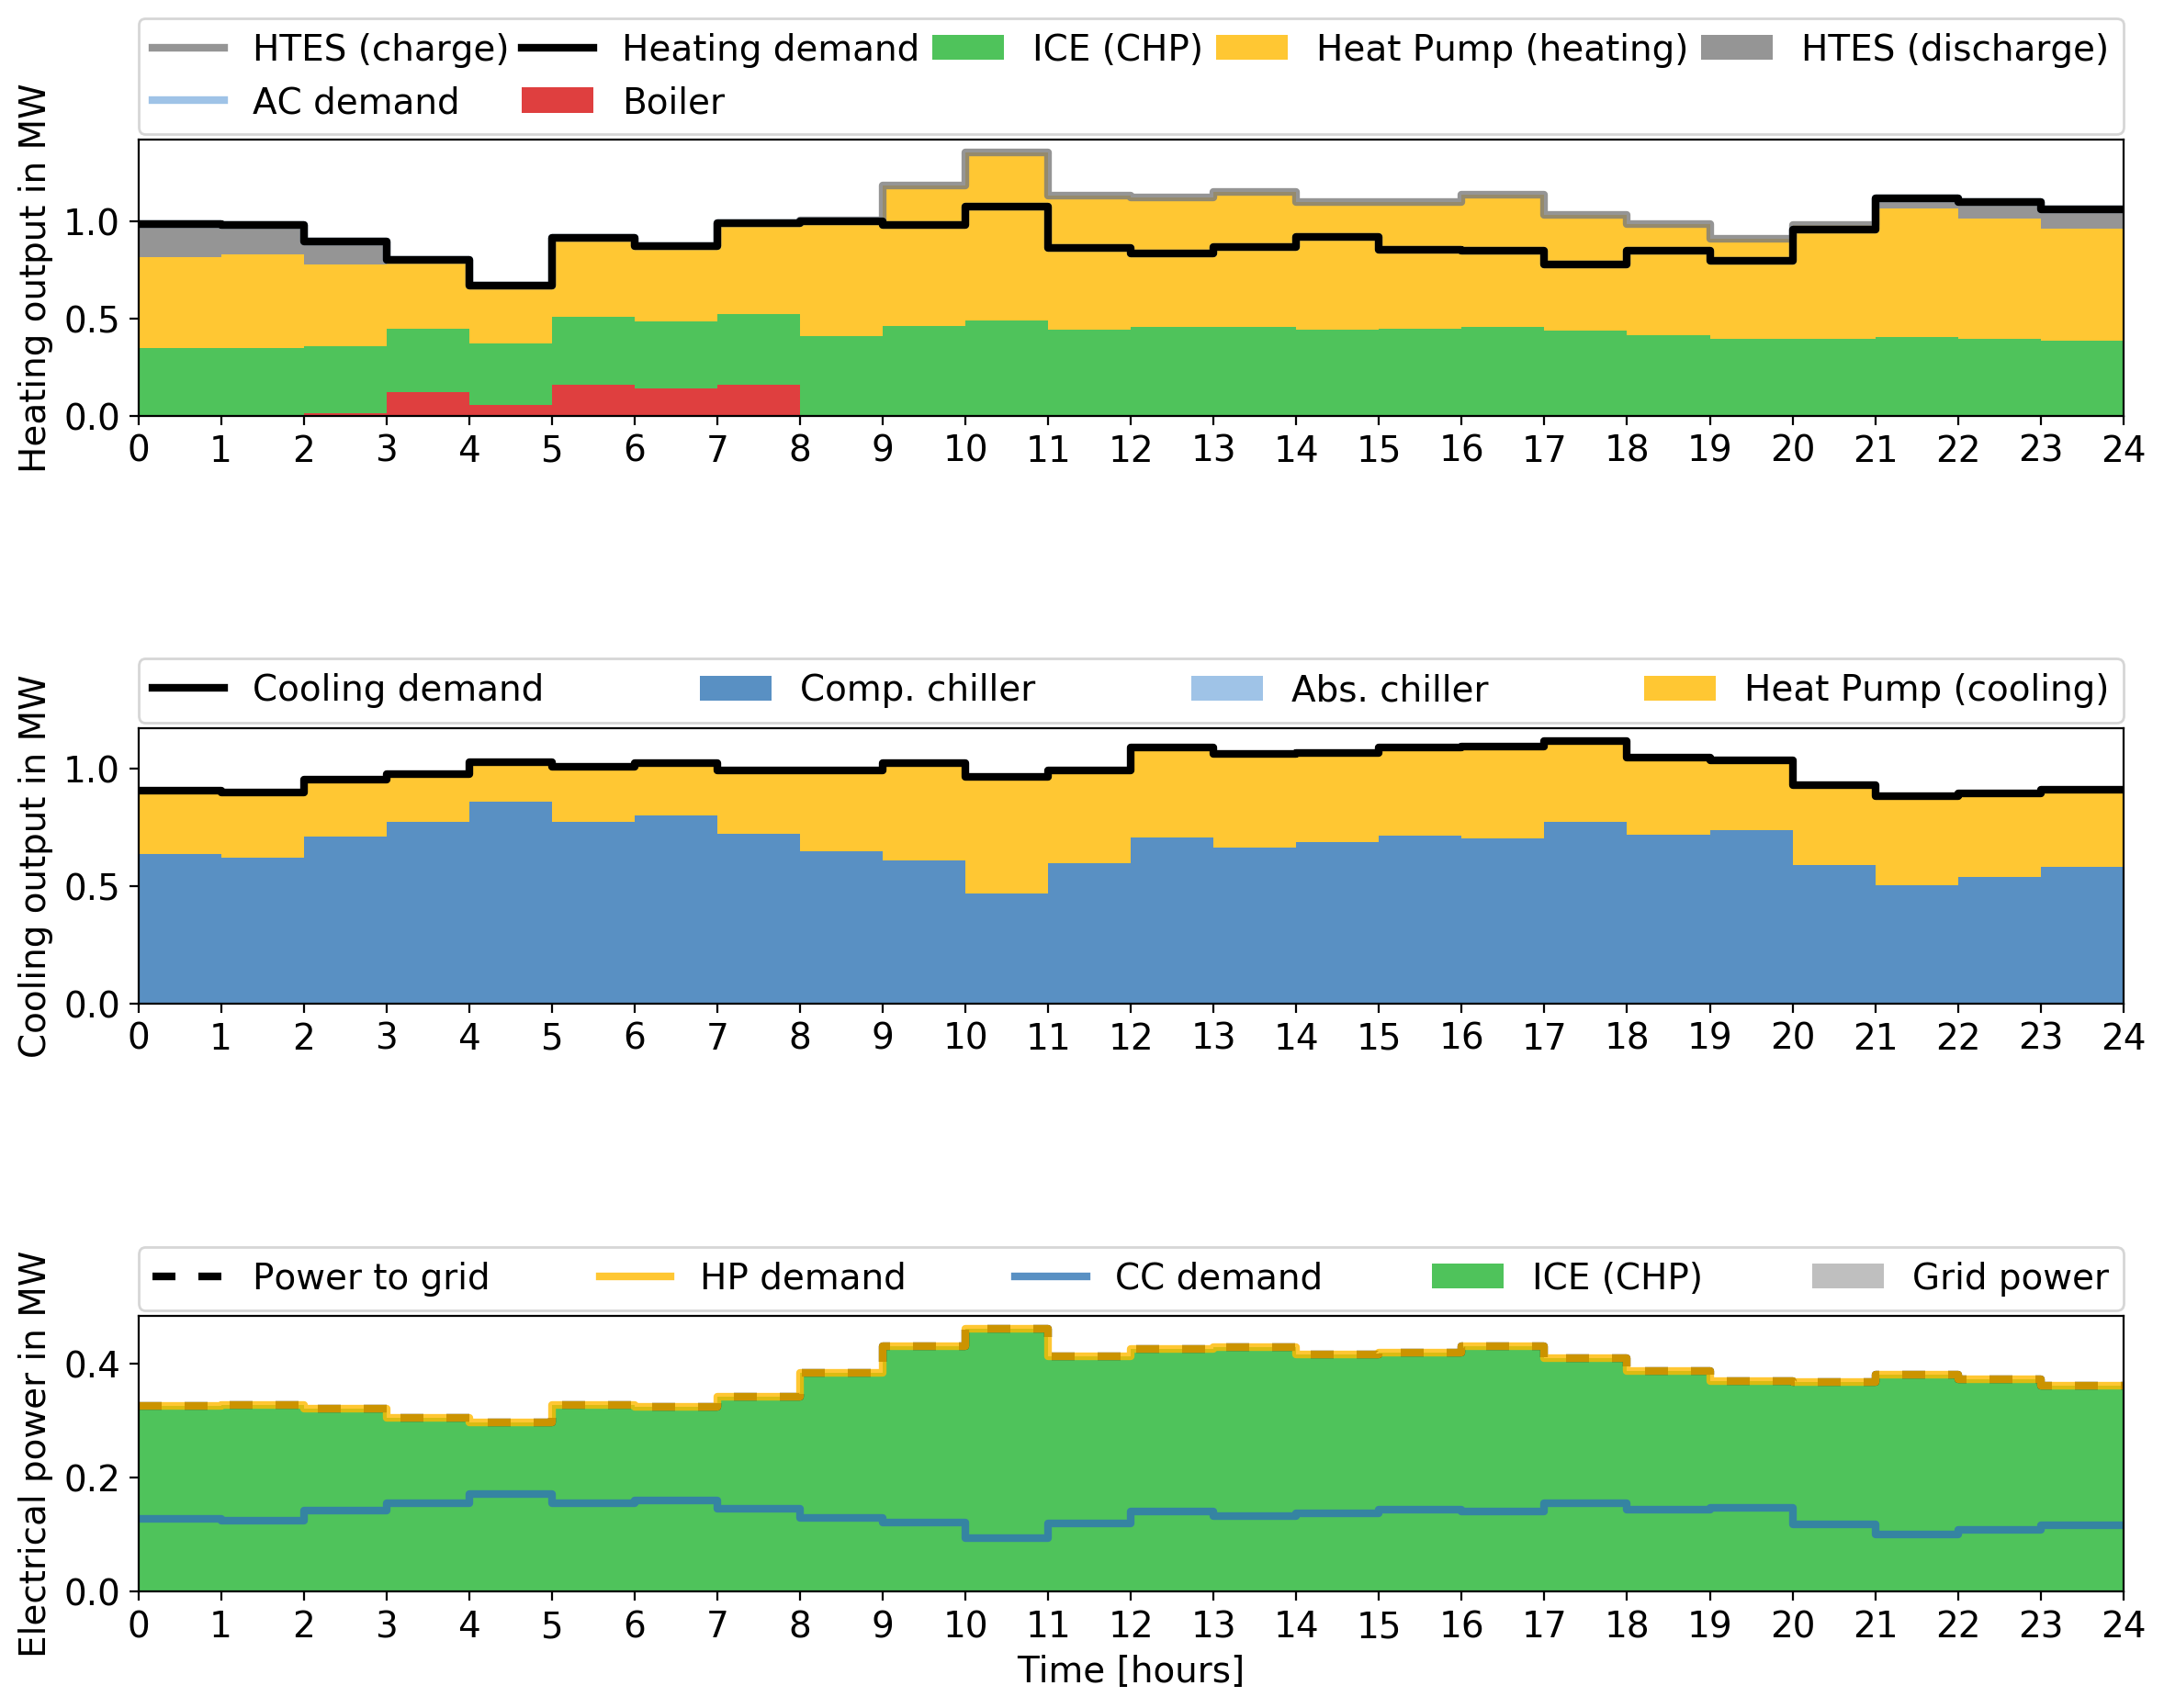 HTES (charge) Heating demand ICE (CHP) Heat Pump (heating) HTES (discharge)
AC demand Boiler
Heating output in MW
1.0
0.5
0.0
0 1 2 3 4 5 6 7 8 9 10 11 12 13 14 15 16 17 18 19 20 21 22 23 24
Cooling demand Comp. chiller Abs. chiller Heat Pump (cooling)
Cooling output in MW
1.0
0.5
0.0
0 1 2 3 4 5 6 7 8 9 10 11 12 13 14 15 16 17 18 19 20 21 22 23 24
Power to grid HP demand CC demand ICE (CHP) Grid power
Electrical power in MW
0.4
0.2
0.0
0 1 2 3 4 5 6 7 8 9 10 11 12 13 14 15 16 17 18 19 20 21 22 23 24
Time [hours]